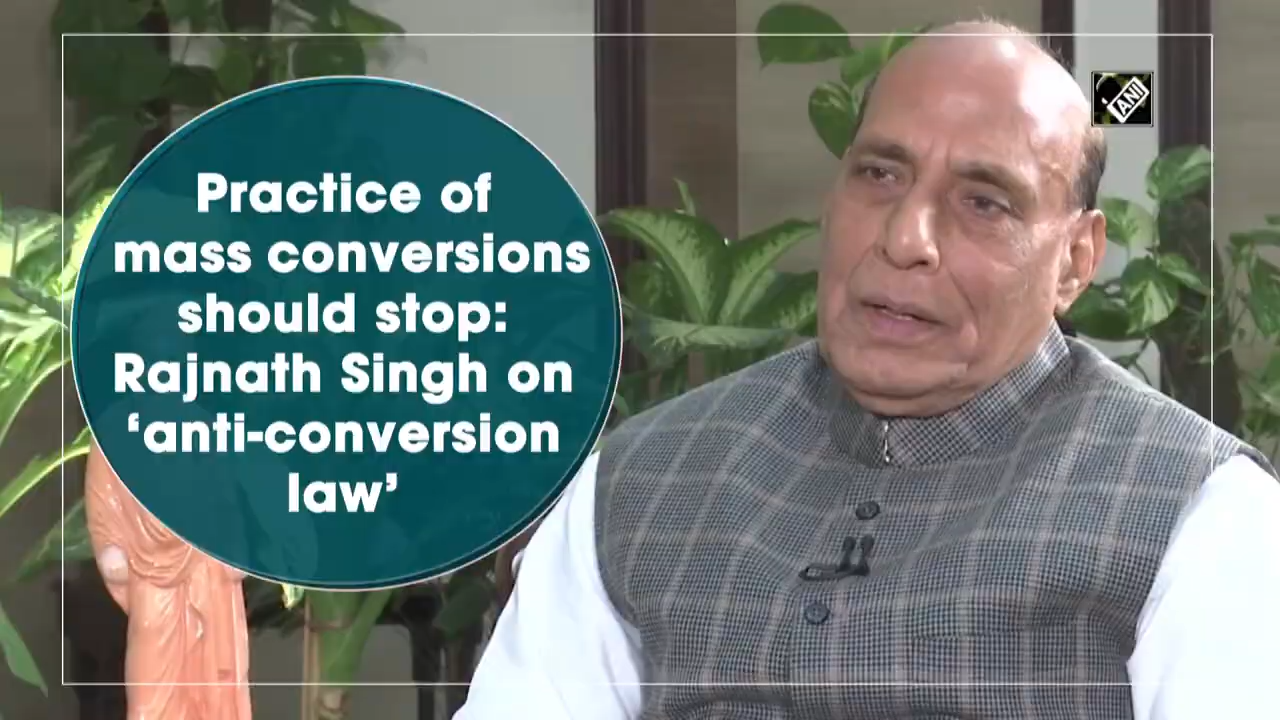 Practice of
mass conversions
should stop:
Rajnath Singh on
‘anti-conversion
law’
ANI